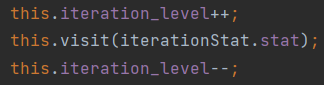 this.iteration_level++;
this.visit(iterationStat.stat);
this.iteration_level--;